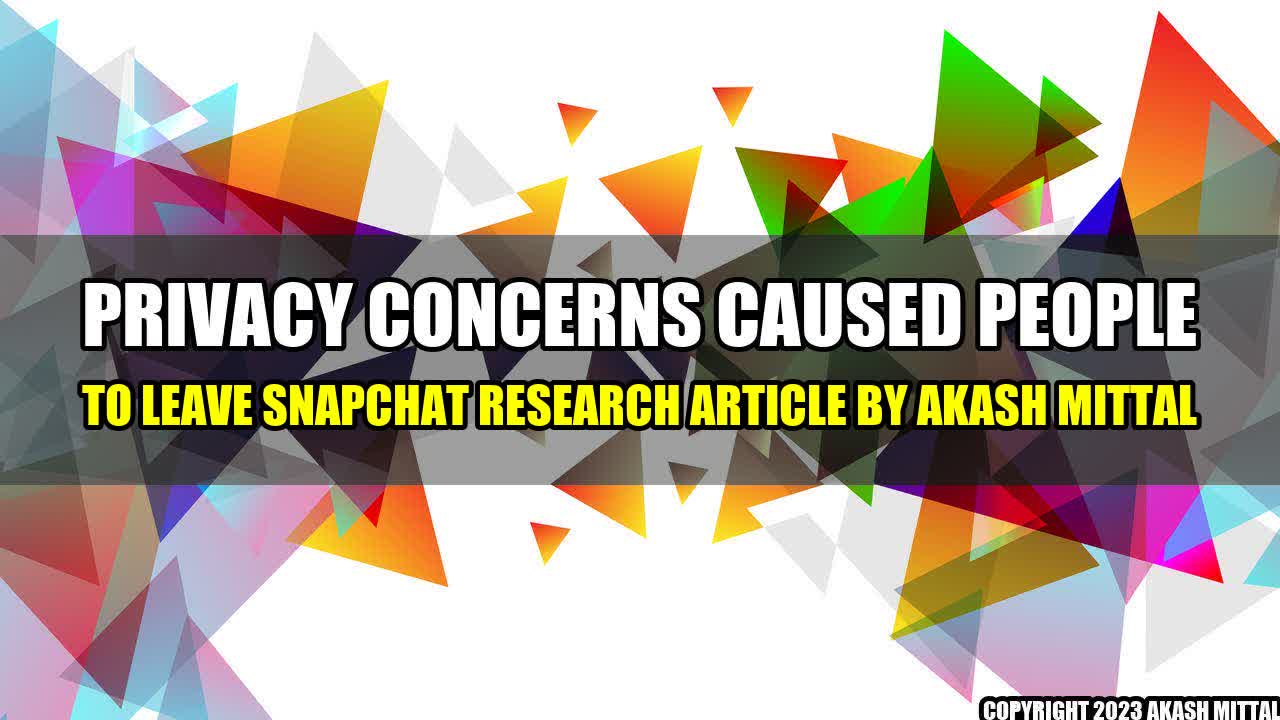 PRIVACY CONCERNS CAUSED PEOPLE
TO LEAVE SNAPCHAT RESEARCH ARTICLE BY AKASH MITTAL
COPYRIGHT 2023 AKASH MITTAL